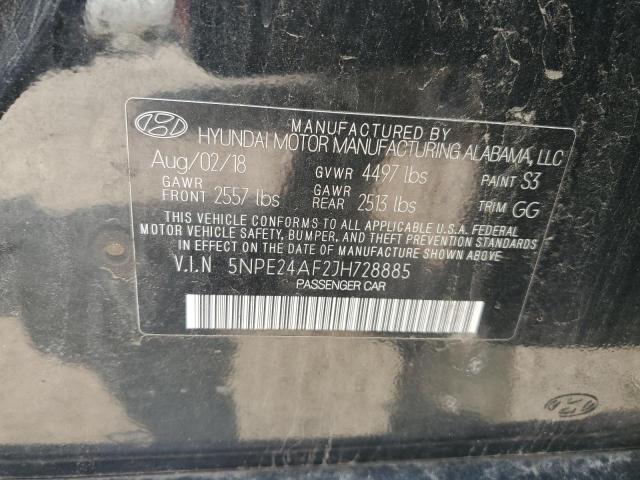 MANUFACTURED BY
HYUNDAI MOTOR MANUFACTURING ALABAMA, LLC
Aug/02/18 GVWR 4497 lbs PAINT S3
GAWR FRONT 2557 lbs GAWR REAR 2513 lbs TRIM GG
THIS VEHICLE CONFORMS TO ALL APPLICABLE U.S.A. FEDERAL
MOTOR VEHICLE SAFETY, BUMPER, AND THEFT PREVENTION STANDARDS
IN EFFECT ON THE DATE OF MANUFACTURE SHOWN ABOVE
V.I.N 5NPE24AF2JH728885
PASSENGER CAR